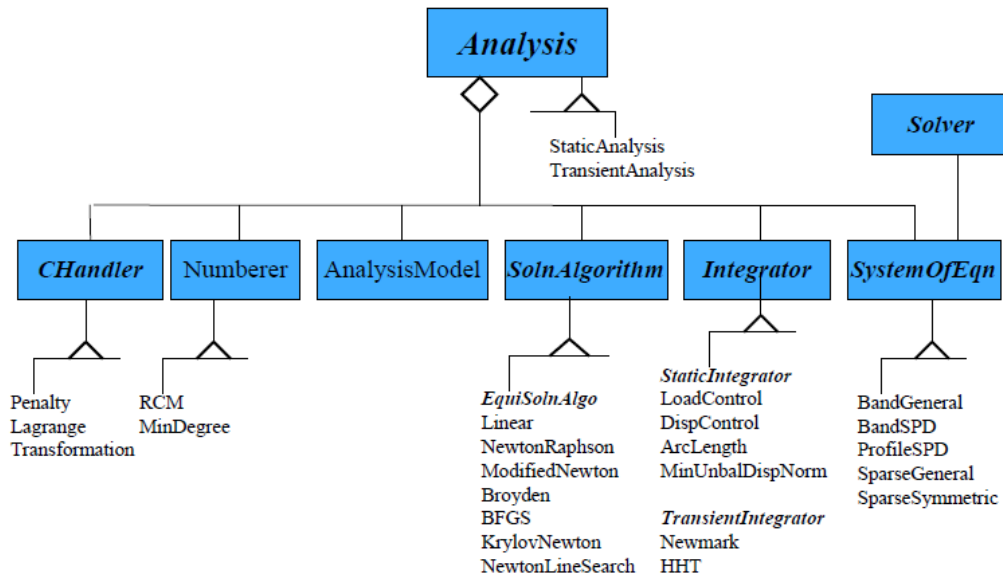 Analysis
Solver
StaticAnalysis
TransientAnalysis
CHandler
Numberer
AnalysisModel
SolnAlgorithm
Integrator
SystemOfEqn
Penalty
Lagrange
Transformation
RCM
MinDegree
EquiSolnAlgo
Linear
NewtonRaphson
ModifiedNewton
Broyden
BFGS
KrylovNewton
NewtonLineSearch
StaticIntegrator
LoadControl
DispControl
ArcLength
MinUnbalDispNorm
TransientIntegrator
Newmark
HHT
BandGeneral
BandSPD
ProfileSPD
SparseGeneral
SparseSymmetric